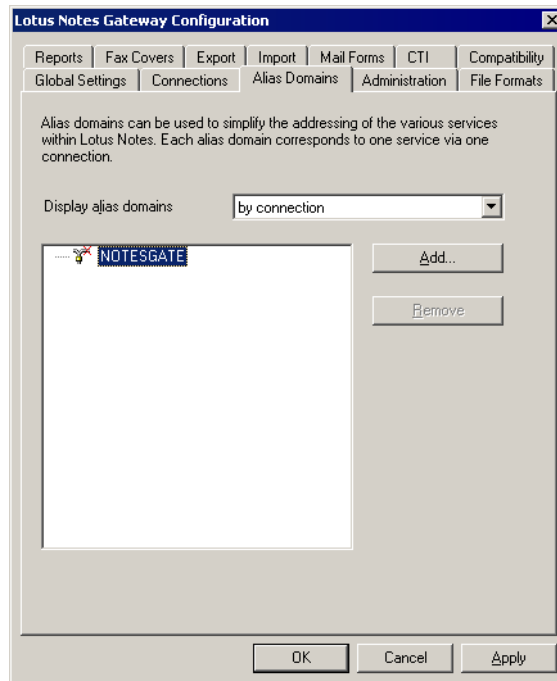 Lotus Notes Gateway Configuration
Reports Fax Covers Export Import Mail Forms CTI Compatibility
Global Settings Connections Alias Domains Administration File Formats
Alias domains can be used to simplify the addressing of the various services
within Lotus Notes. Each alias domain corresponds to one service via one
connection.
Display alias domains by connection
NOTESGATE Add...
Remove
OK Cancel Apply